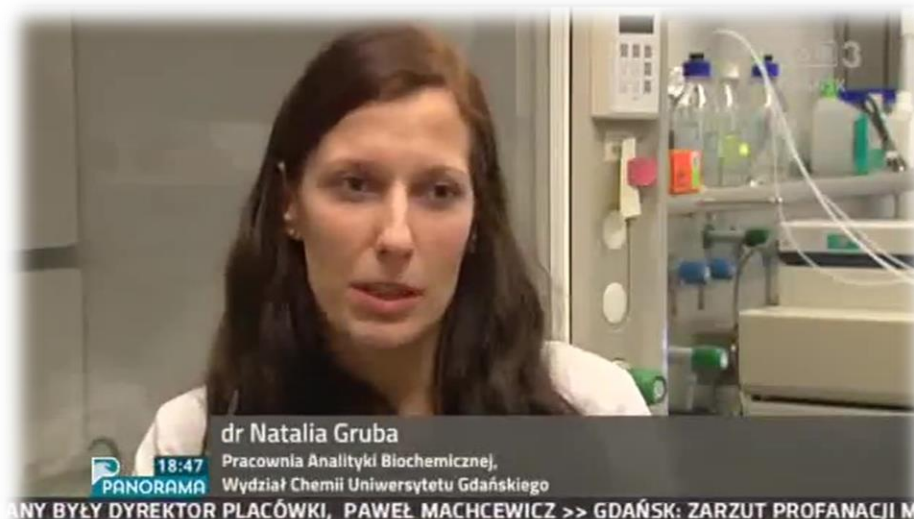 3
dr Natalia Gruba
Pracownia Analityki Biochemicznej,
Wydział Chemii Uniwersytetu Gdańskiego
18:47
PANORAMA
ANY BYŁY DYREKTOR PLACÓWKI, PAWEŁ MACHCEWICZ >> GDAŃSK: ZARZUT PROFANACJI M